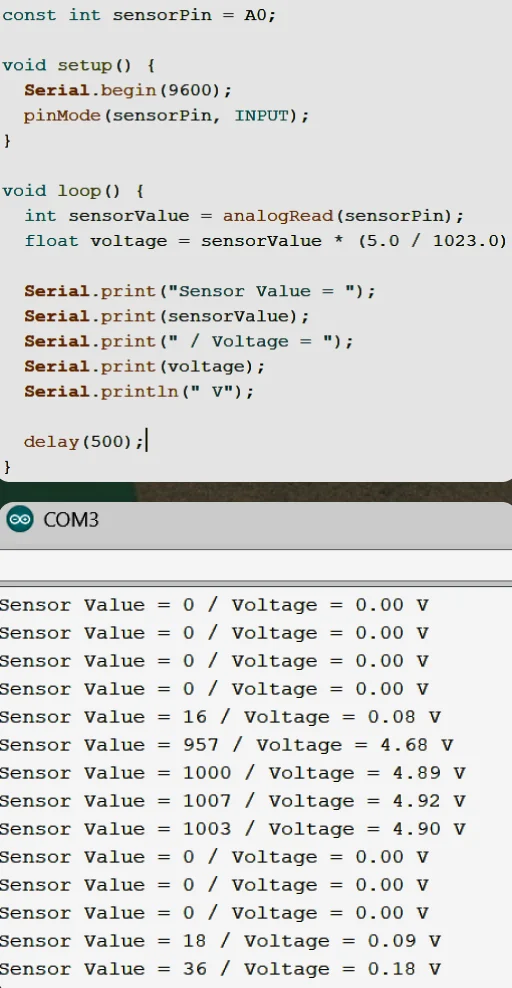 const int sensorPin = A0;
void setup() {
  Serial.begin(9600);
  pinMode(sensorPin, INPUT);
}
void loop() {
  int sensorValue = analogRead(sensorPin);
  float voltage = sensorValue * (5.0 / 1023.0)
  Serial.print("Sensor Value = ");
  Serial.print(sensorValue);
  Serial.print(" / Voltage = ");
  Serial.print(voltage);
  Serial.println(" V");
  delay(500);
}
COM3
Sensor Value = 0 / Voltage = 0.00 V
Sensor Value = 0 / Voltage = 0.00 V
Sensor Value = 0 / Voltage = 0.00 V
Sensor Value = 0 / Voltage = 0.00 V
Sensor Value = 16 / Voltage = 0.08 V
Sensor Value = 957 / Voltage = 4.68 V
Sensor Value = 1000 / Voltage = 4.89 V
Sensor Value = 1007 / Voltage = 4.92 V
Sensor Value = 1003 / Voltage = 4.90 V
Sensor Value = 0 / Voltage = 0.00 V
Sensor Value = 0 / Voltage = 0.00 V
Sensor Value = 0 / Voltage = 0.00 V
Sensor Value = 18 / Voltage = 0.09 V
Sensor Value = 36 / Voltage = 0.18 V